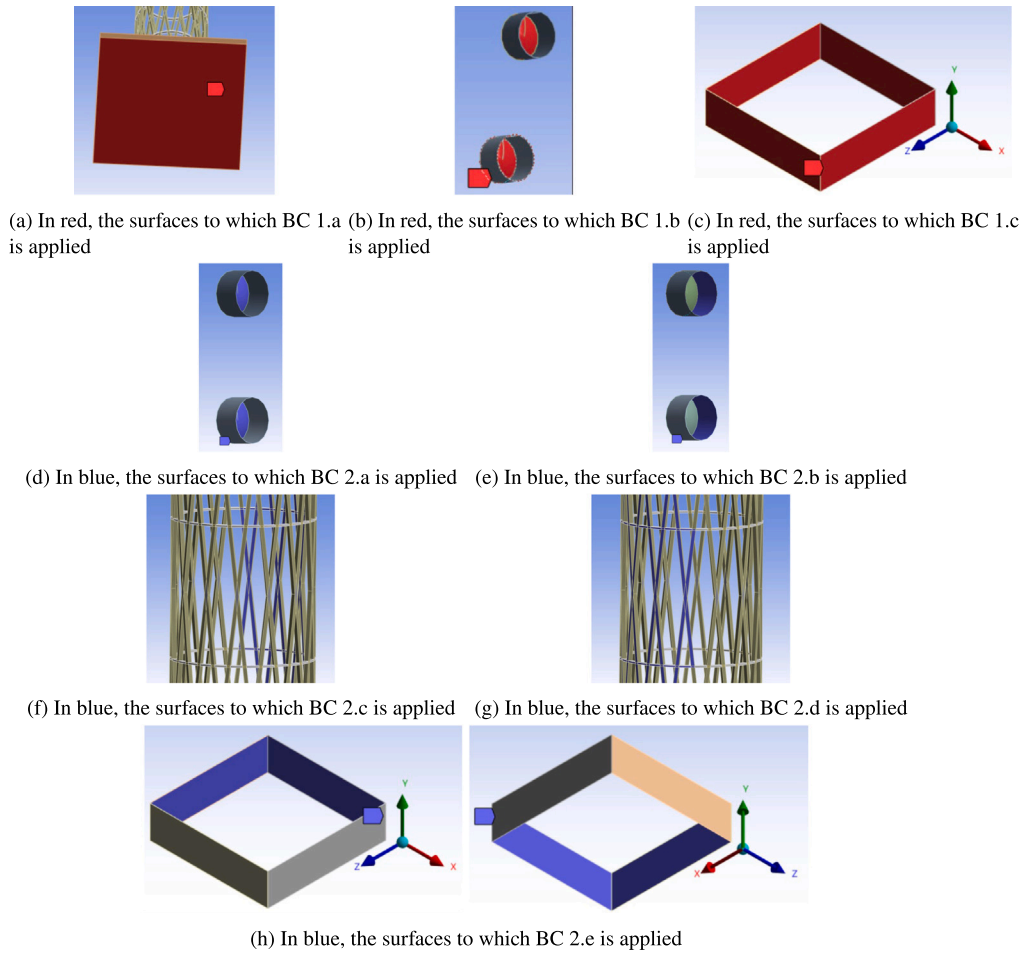 Y
Z
X
(a) In red, the surfaces to which BC 1.a
is applied
(b) In red, the surfaces to which BC 1.b
is applied
(c) In red, the surfaces to which BC 1.c
is applied
(d) In blue, the surfaces to which BC 2.a is applied
(e) In blue, the surfaces to which BC 2.b is applied
(f) In blue, the surfaces to which BC 2.c is applied
(g) In blue, the surfaces to which BC 2.d is applied
Y
Z
X
Y
X
Z
(h) In blue, the surfaces to which BC 2.e is applied